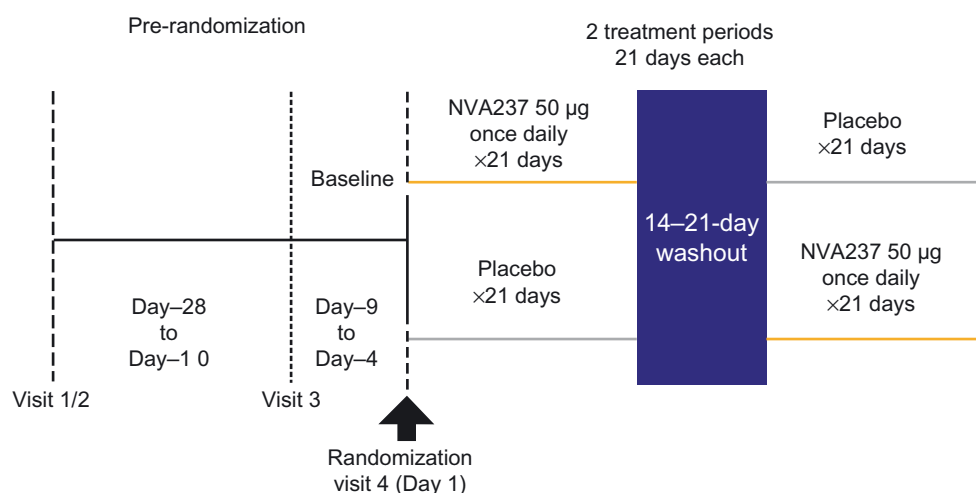 Pre-randomization
2 treatment periods
21 days each
NVA237 50 µg
once daily
×21 days
Placebo
×21 days
Baseline
14–21-day
washout
Placebo
×21 days
NVA237 50 µg
once daily
×21 days
Day–28
to
Day–1 0
Day–9
to
Day–4
Visit 1/2
Visit 3
Randomization
visit 4 (Day 1)